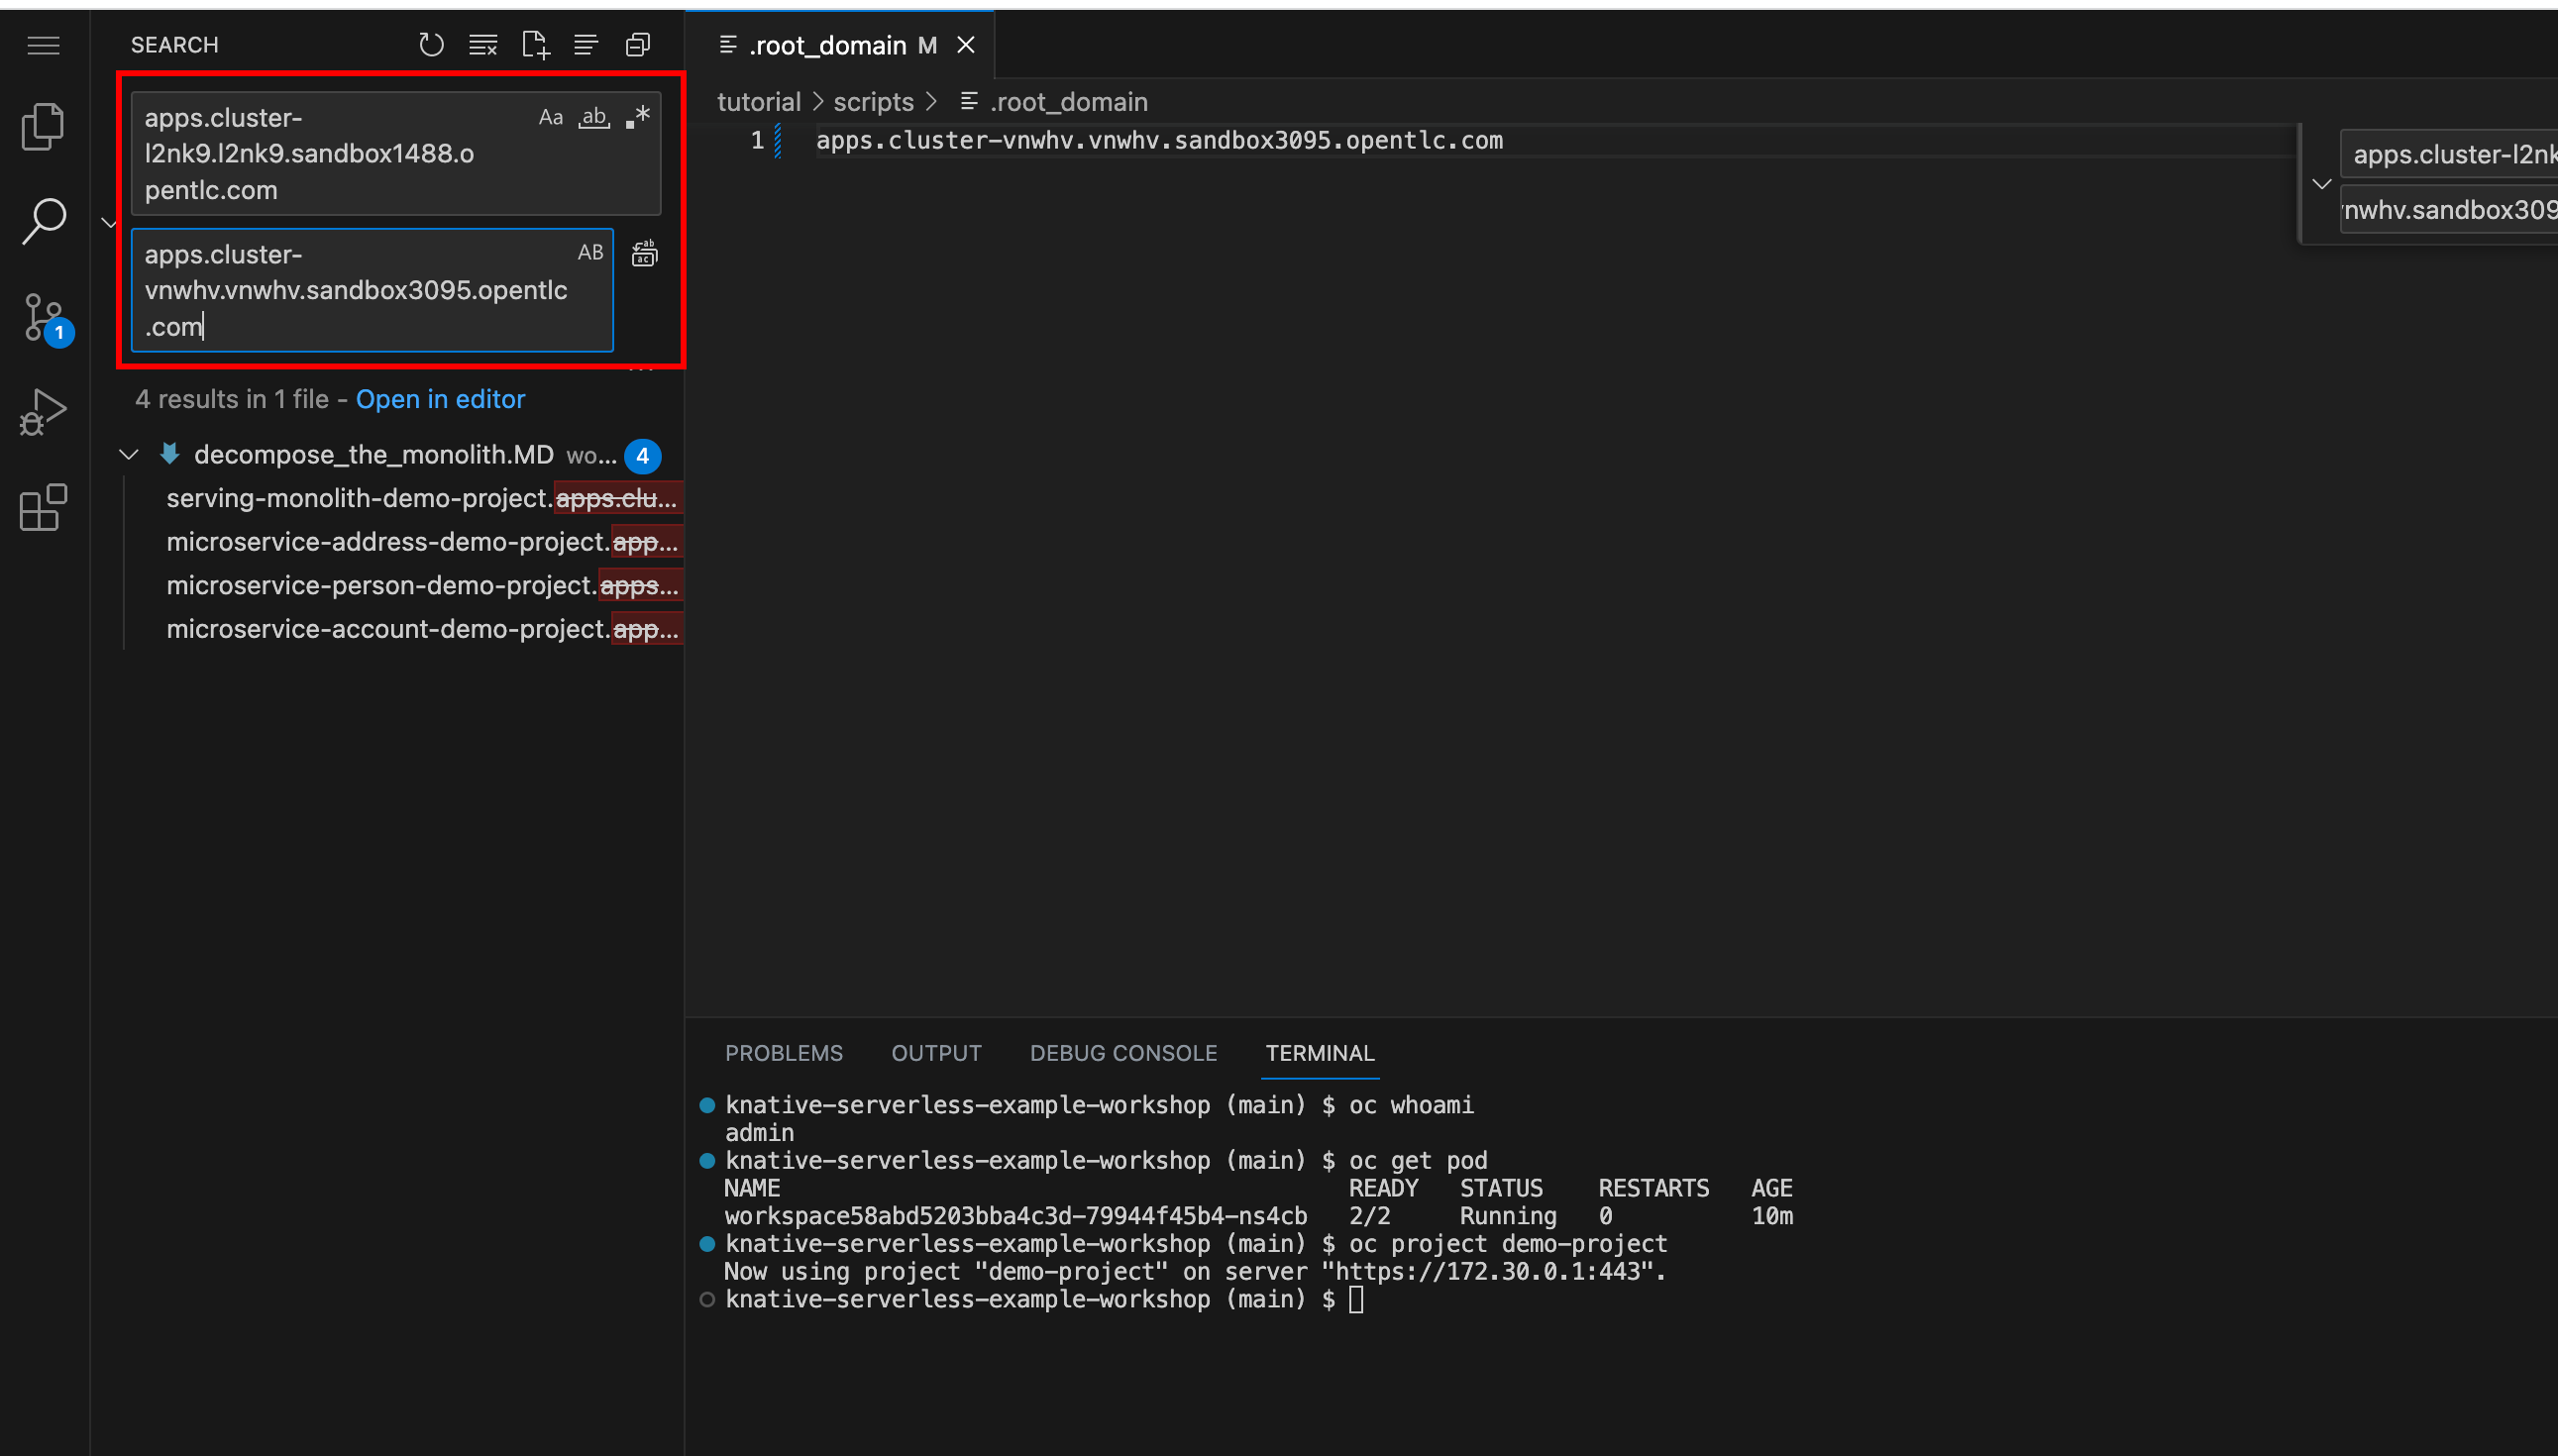 SEARCH
apps.cluster-
l2nk9.l2nk9.sandbox1488.o
pentlc.com
Aa ab .*
apps.cluster-
vnwhv.vnwhv.sandbox3095.opentlc
.com
AB
ab
ac
1
4 results in 1 file - Open in editor
decompose_the_monolith.MD wo... 4
serving-monolith-demo-project.apps.clu...
microservice-address-demo-project.app...
microservice-person-demo-project.apps...
microservice-account-demo-project.app...
.root_domain M
tutorial > scripts > .root_domain
1 apps.cluster-vnwhv.vnwhv.sandbox3095.opentlc.com
apps.cluster-l2nk
nwhv.sandbox309
PROBLEMS OUTPUT DEBUG CONSOLE TERMINAL
knative-serverless-example-workshop (main) $ oc whoami
admin
knative-serverless-example-workshop (main) $ oc get pod
NAME READY STATUS RESTARTS AGE
workspace58abd5203bba4c3d-79944f45b4-ns4cb 2/2 Running 0 10m
knative-serverless-example-workshop (main) $ oc project demo-project
Now using project "demo-project" on server "https://172.30.0.1:443".
knative-serverless-example-workshop (main) $